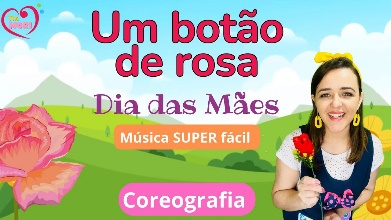 Um botão
de rosa
Dia das Mães
Música SUPER fácil
Coreografia